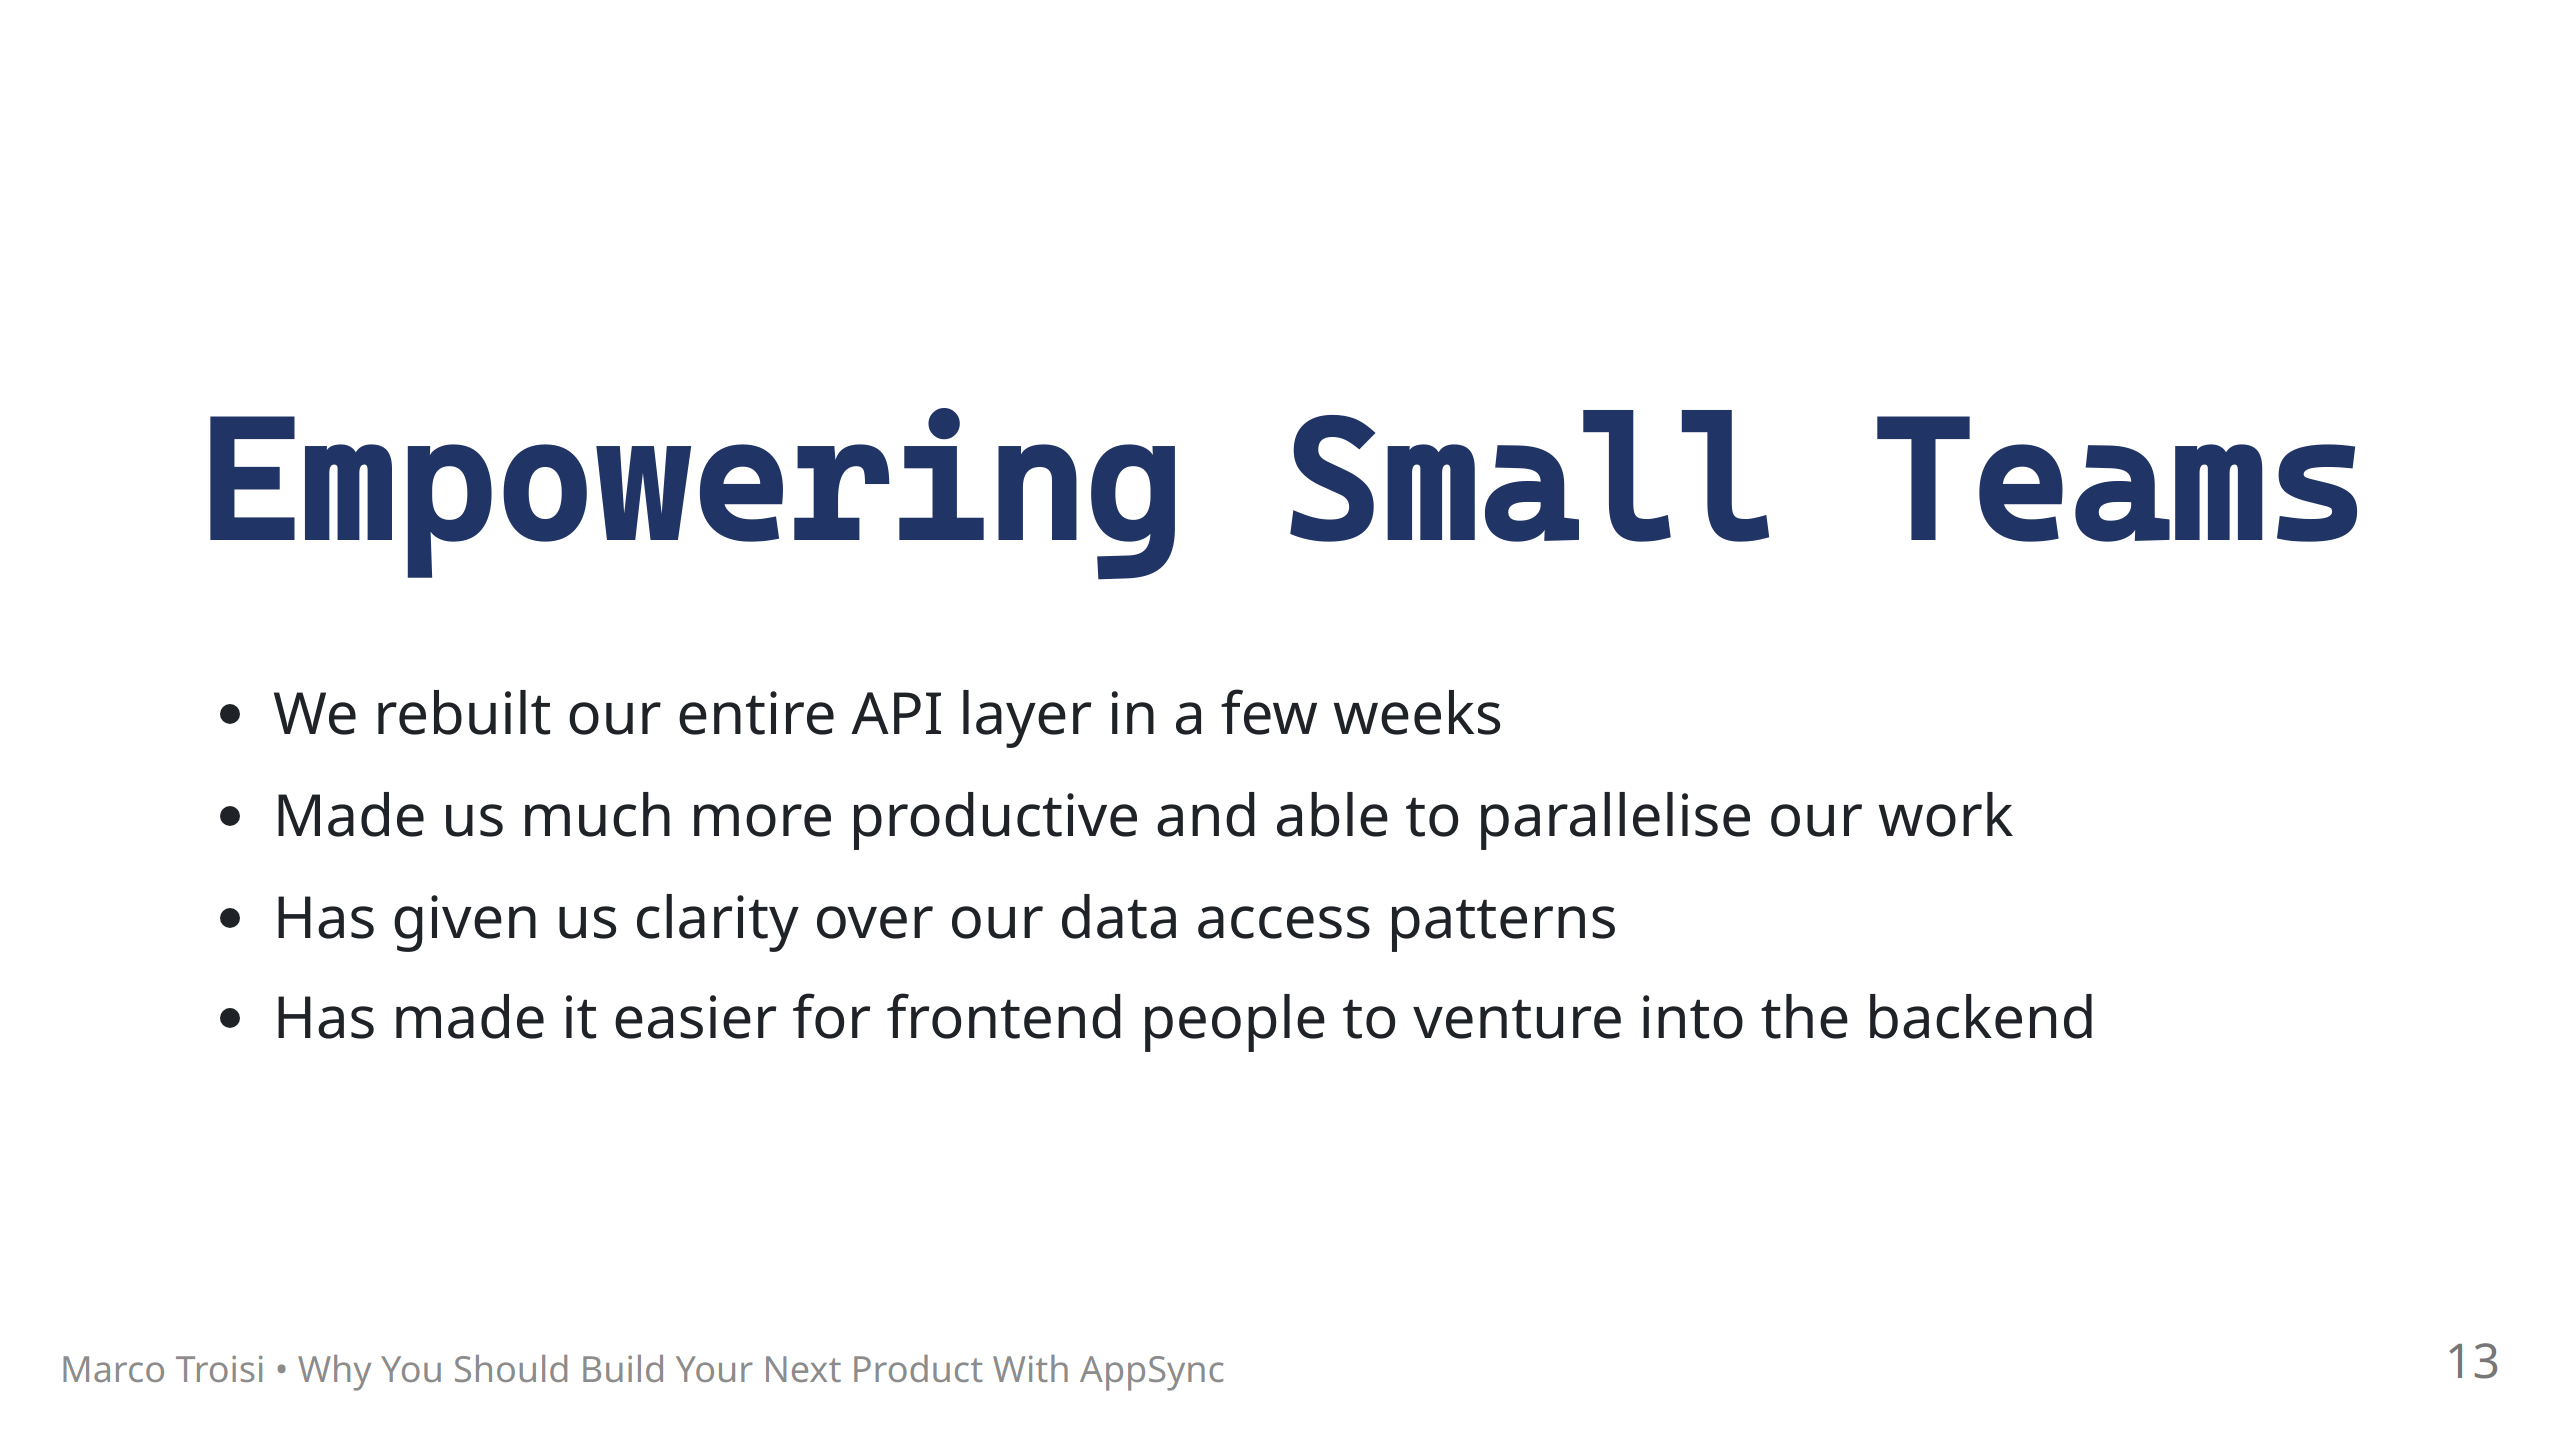 Empowering Small Teams
• We rebuilt our entire API layer in a few weeks
• Made us much more productive and able to parallelise our work
• Has given us clarity over our data access patterns
• Has made it easier for frontend people to venture into the backend
Marco Troisi • Why You Should Build Your Next Product With AppSync
13